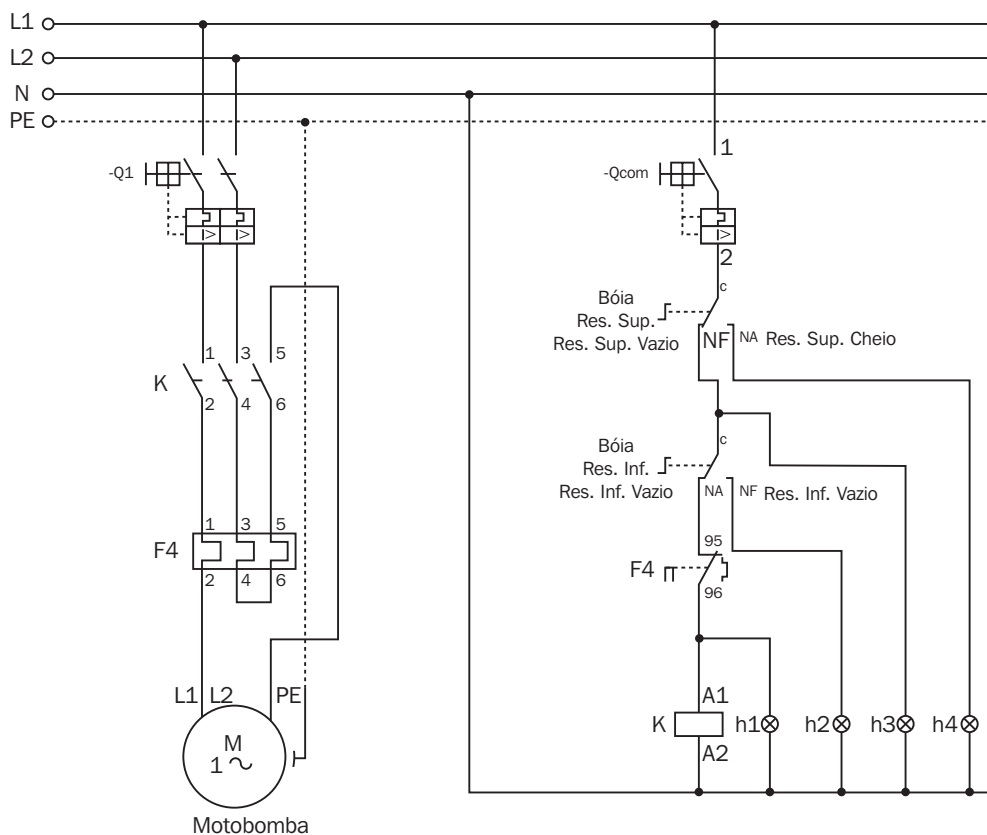 L1
L2
N
PE
-Q1
>
>
1 3 5
K
2 4 6
1 3 5
F4
2 4 6
L1 L2 PE
M
1
Motobomba
1
-Qcom
>
2
c
Bóia
Res. Sup.
Res. Sup. Vazio
NF NA Res. Sup. Cheio
c
Bóia
Res. Inf.
Res. Inf. Vazio
NA NF Res. Inf. Vazio
95
F4
96
A1
K h1 h2 h3 h4
A2